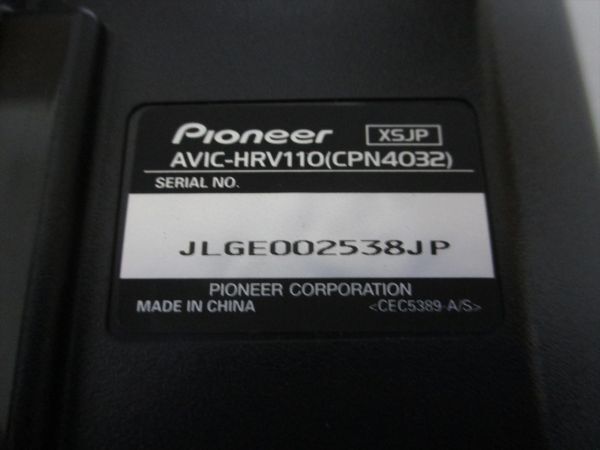 Pioneer XSJP
AVIC-HRV110(CPN4032)
SERIAL NO.
JLGE002538JP
PIONEER CORPORATION
MADE IN CHINA <CEC5389-A/S>